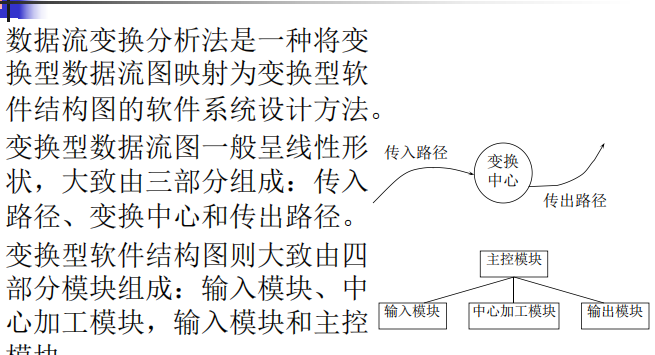 数据流变换分析法是一种将变
换型数据流图映射为变换型软
件结构图的软件系统设计方法。
变换型数据流图一般呈线性形
状，大致由三部分组成：传入
路径、变换中心和传出路径。
变换型软件结构图则大致由四
部分模块组成：输入模块、中
心加工模块，输入模块和主控
模块
传入路径
变换
中心
传出路径
主控模块
输入模块
中心加工模块
输出模块